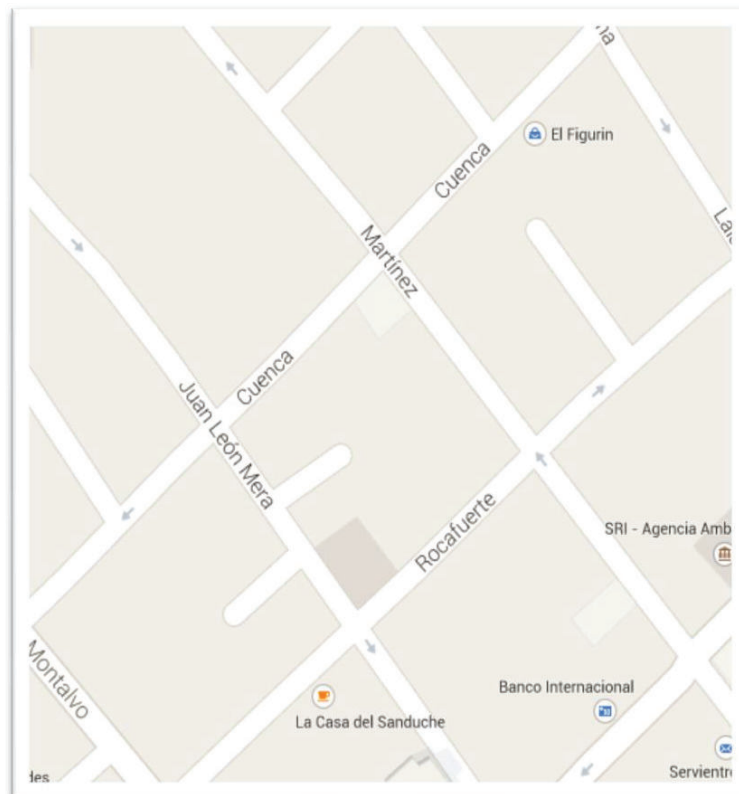 El Figurin
Cuenca
Martínez
Cuenca
Juan León Mera
Rocafuerte
SRI - Agencia Amb
Montalvo
Banco Internacional
La Casa del Sanduche
Servientr